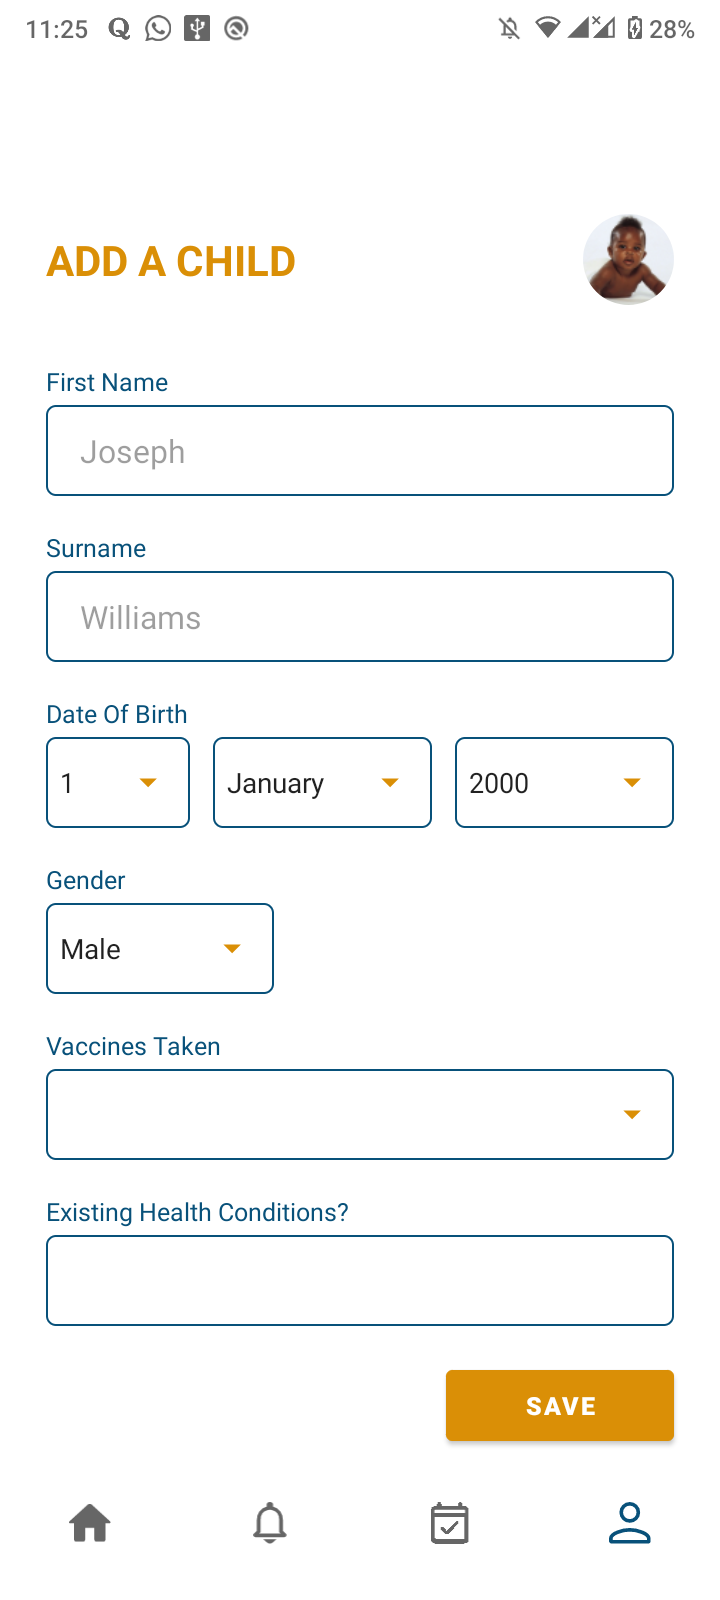 11:25 28%
ADD A CHILD
First Name
Joseph
Surname
Williams
Date Of Birth
1 January 2000
Gender
Male
Vaccines Taken
Existing Health Conditions?
SAVE